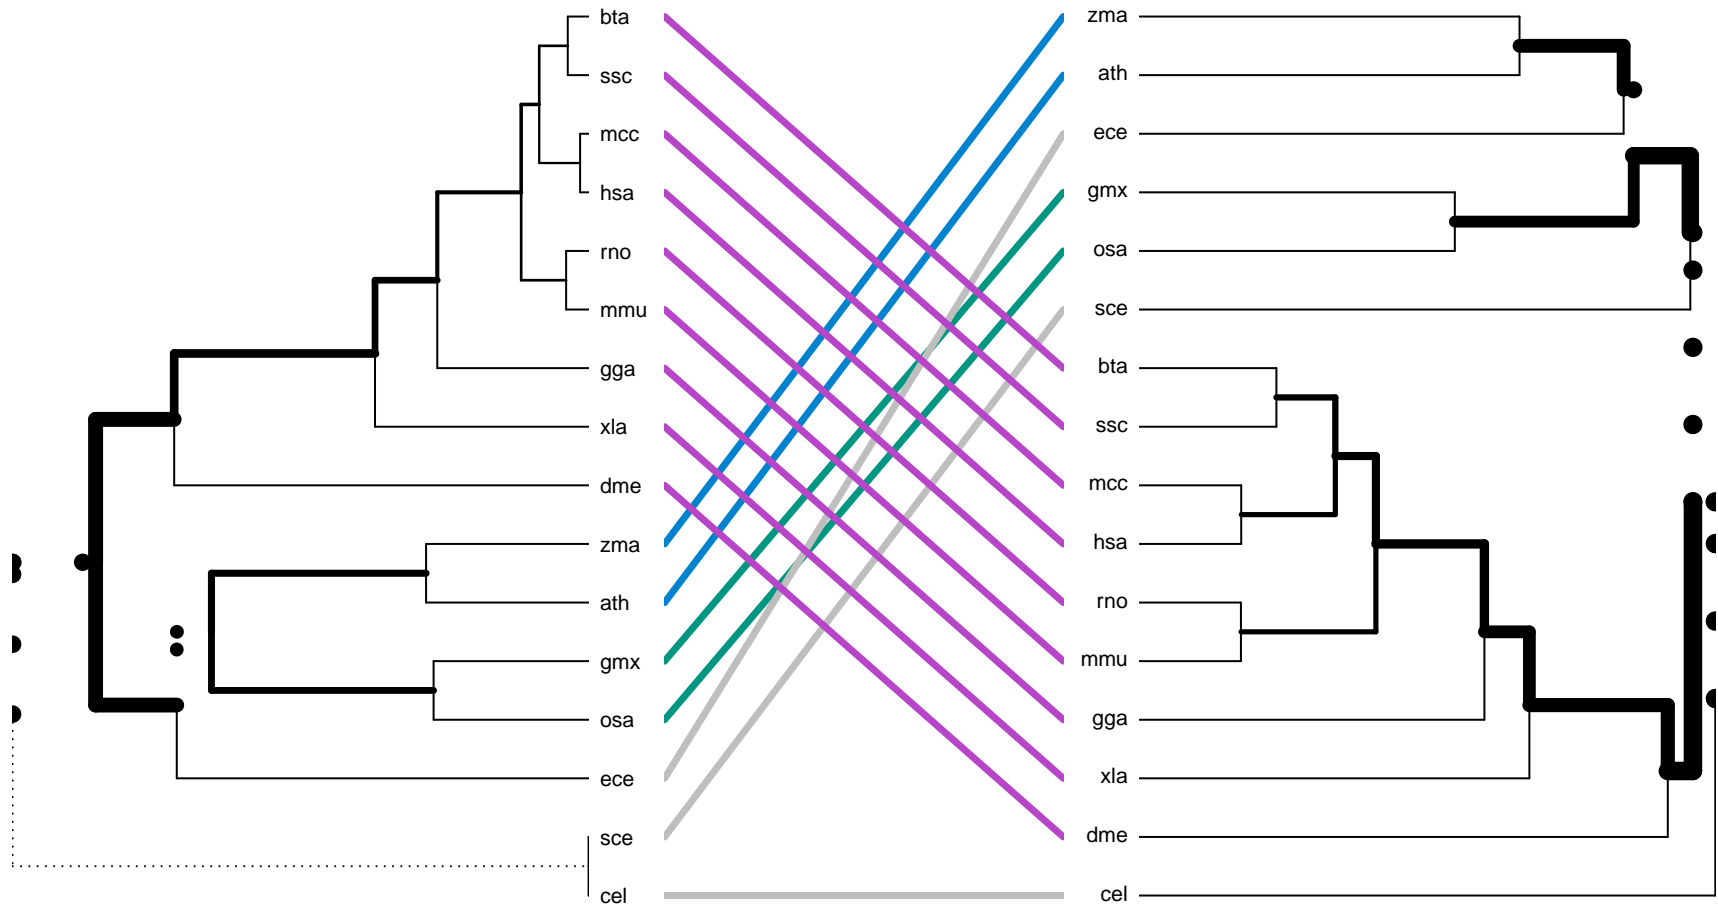 bta
ssc
mcc
hsa
rno
mmu
gga
xla
dme
zma
ath
gmx
osa
ece
sce
cel
zma
ath
ece
gmx
osa
sce
bta
ssc
mcc
hsa
rno
mmu
gga
xla
dme
cel